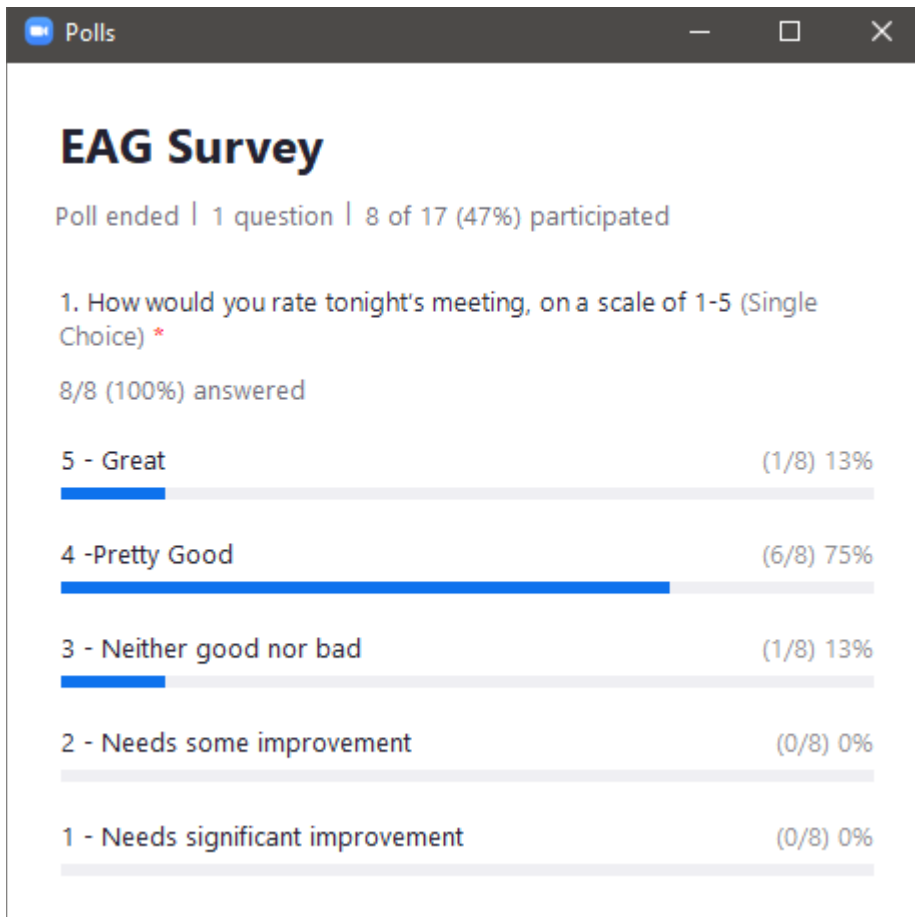 Polls
EAG Survey
Poll ended | 1 question | 8 of 17 (47%) participated
1. How would you rate tonight's meeting, on a scale of 1-5 (Single
Choice) *
8/8 (100%) answered
5 - Great (1/8) 13%
4 -Pretty Good (6/8) 75%
3 - Neither good nor bad (1/8) 13%
2 - Needs some improvement (0/8) 0%
1 - Needs significant improvement (0/8) 0%